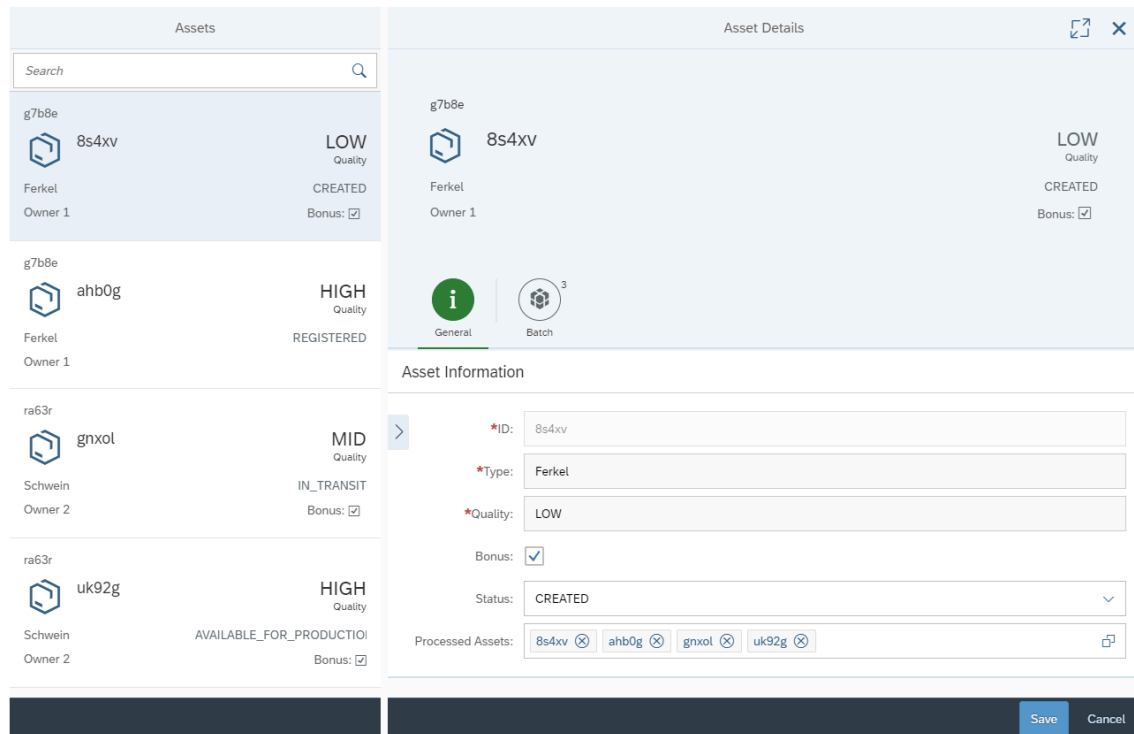 Assets
Search
g7b8e
8s4xv
LOW
Quality
Ferkel
CREATED
Owner 1
Bonus:
g7b8e
ahb0g
HIGH
Quality
Ferkel
REGISTERED
Owner 1
ra63r
gnxol
MID
Quality
Schwein
IN_TRANSIT
Owner 2
Bonus:
ra63r
uk92g
HIGH
Quality
Schwein
AVAILABLE_FOR_PRODUCTIO
Owner 2
Bonus:
Asset Details
g7b8e
8s4xv
LOW
Quality
Ferkel
CREATED
Owner 1
Bonus:
General
3
Batch
Asset Information
*ID: 8s4xv
*Type: Ferkel
*Quality: LOW
Bonus:
Status: CREATED
Processed Assets: 8s4xv ahb0g gnxol uk92g
Save Cancel